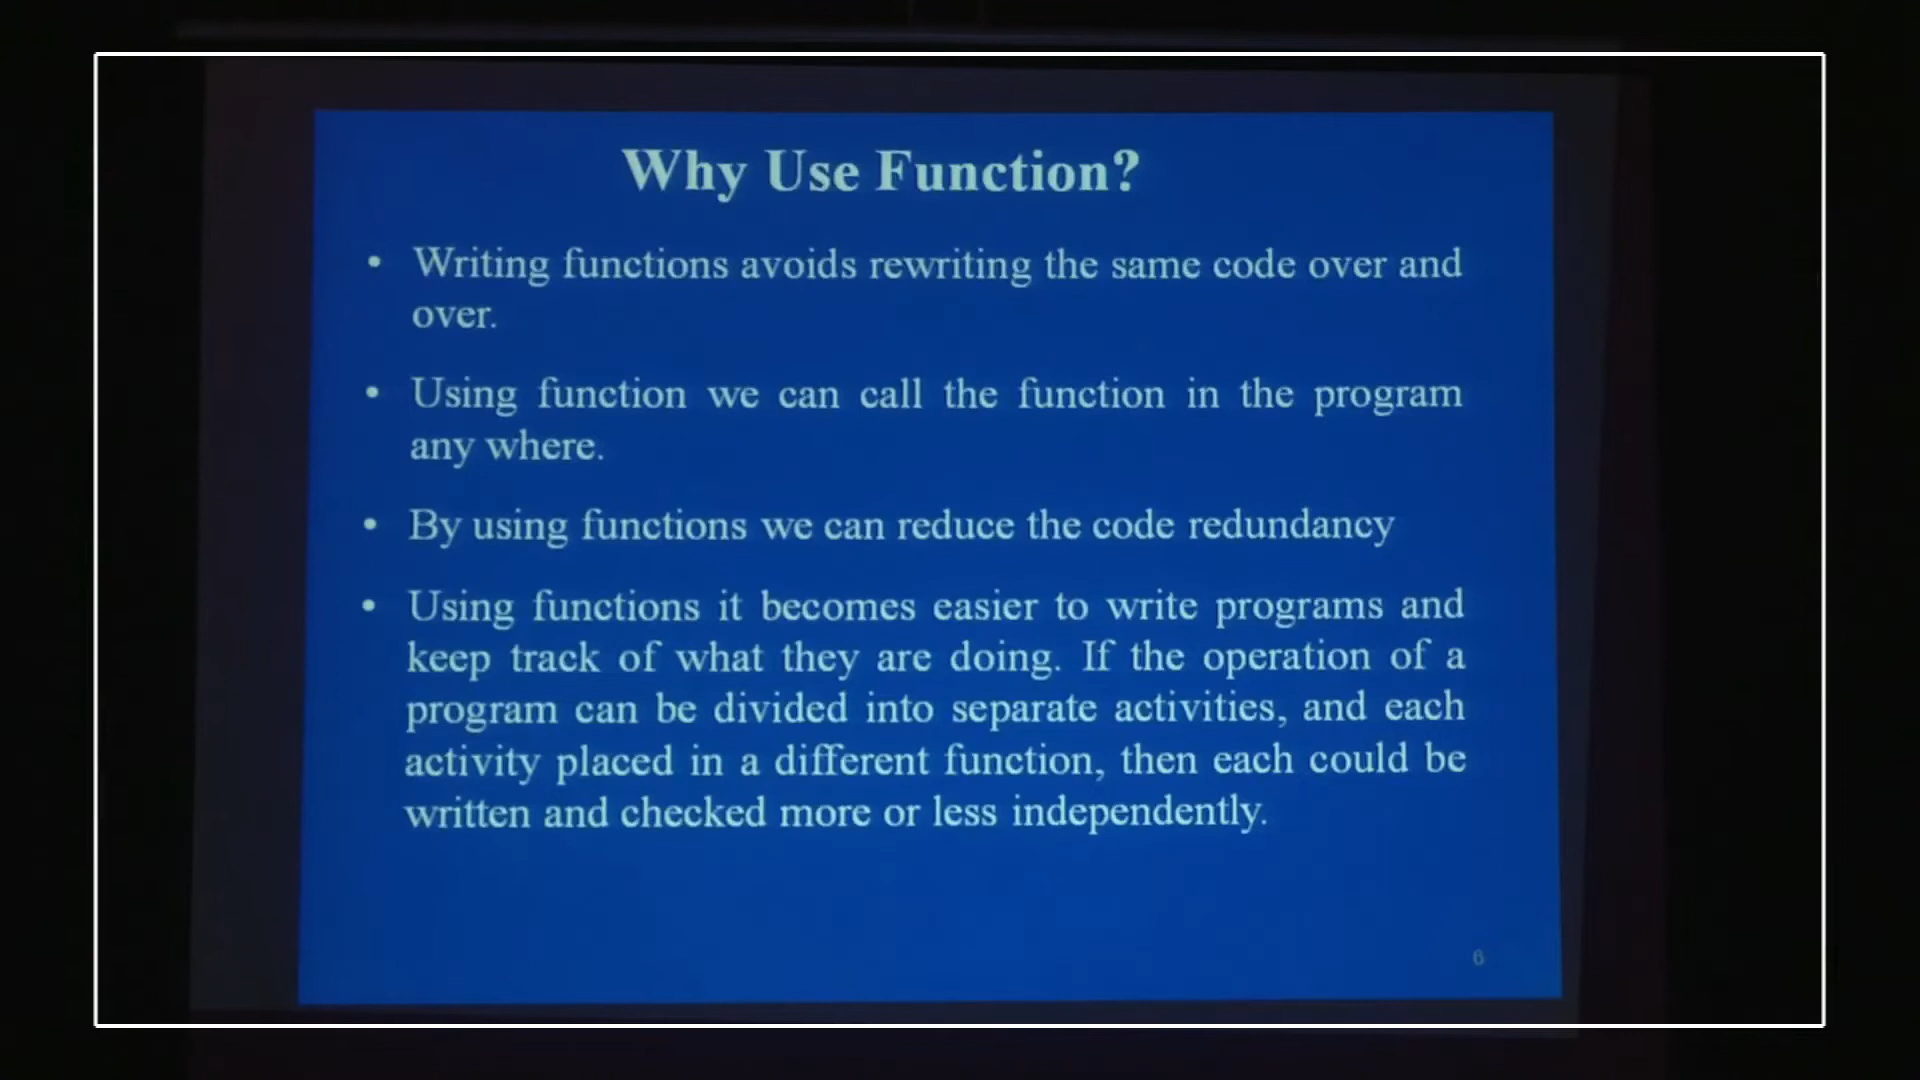 Why Use Function?
• Writing functions avoids rewriting the same code over and
over.
• Using function we can call the function in the program
any where.
• By using functions we can reduce the code redundancy
• Using functions it becomes easier to write programs and
keep track of what they are doing. If the operation of a
program can be divided into separate activities, and each
activity placed in a different function, then each could be
written and checked more or less independently.
6